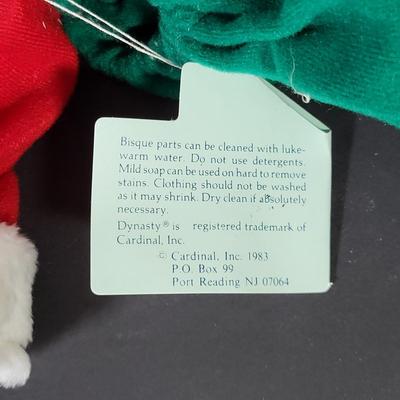 Bisque parts can be cleaned with luke-
warm water. Do not use detergents.
Mild soap can be used on hard to remove
stains. Clothing should not be washed
as it may shrink. Dry clean if absolutely
necessary.
Dynasty® is registered trademark of
Cardinal, Inc.
© Cardinal, Inc. 1983
P.O. Box 99
Port Reading NJ 07064